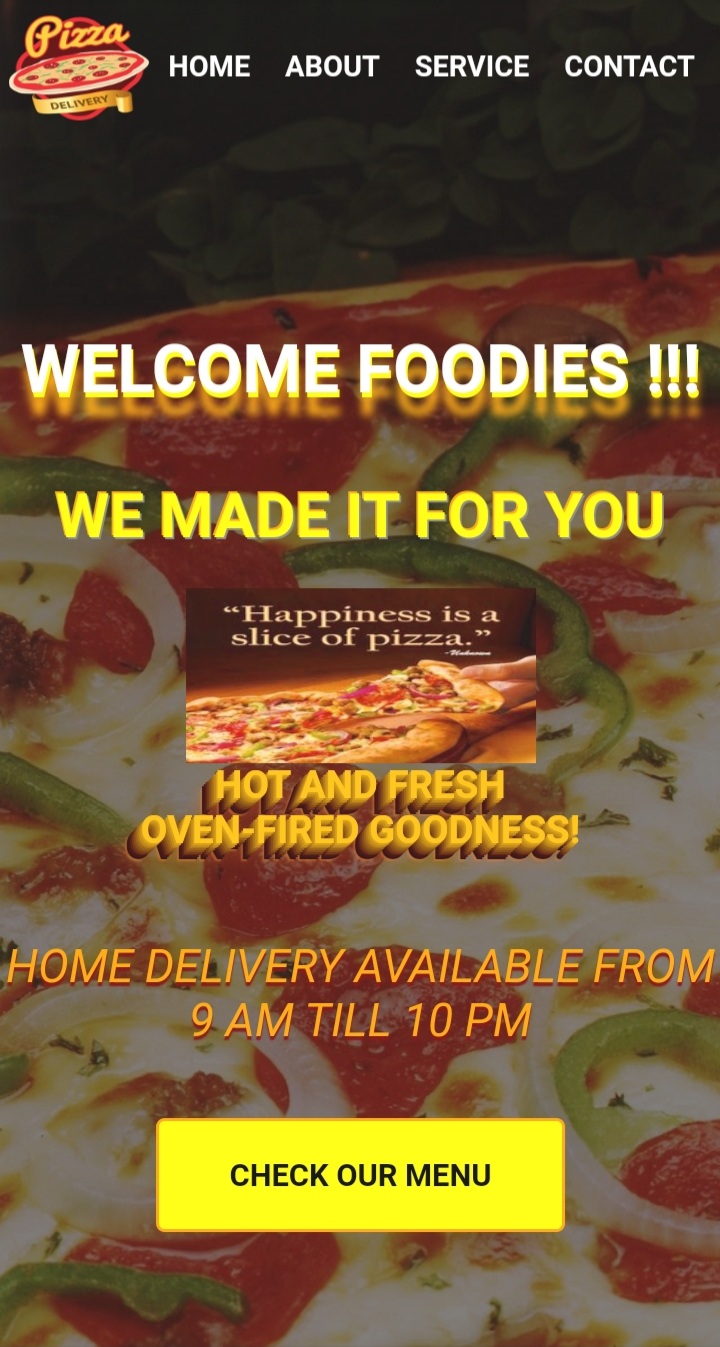 Pizza
DELIVERY
HOME ABOUT SERVICE CONTACT
WELCOME FOODIES !!!
WE MADE IT FOR YOU
“Happiness is a
slice of pizza.”
-Unknown
HOT AND FRESH
OVEN-FIRED GOODNESS!
HOME DELIVERY AVAILABLE FROM
9 AM TILL 10 PM
CHECK OUR MENU